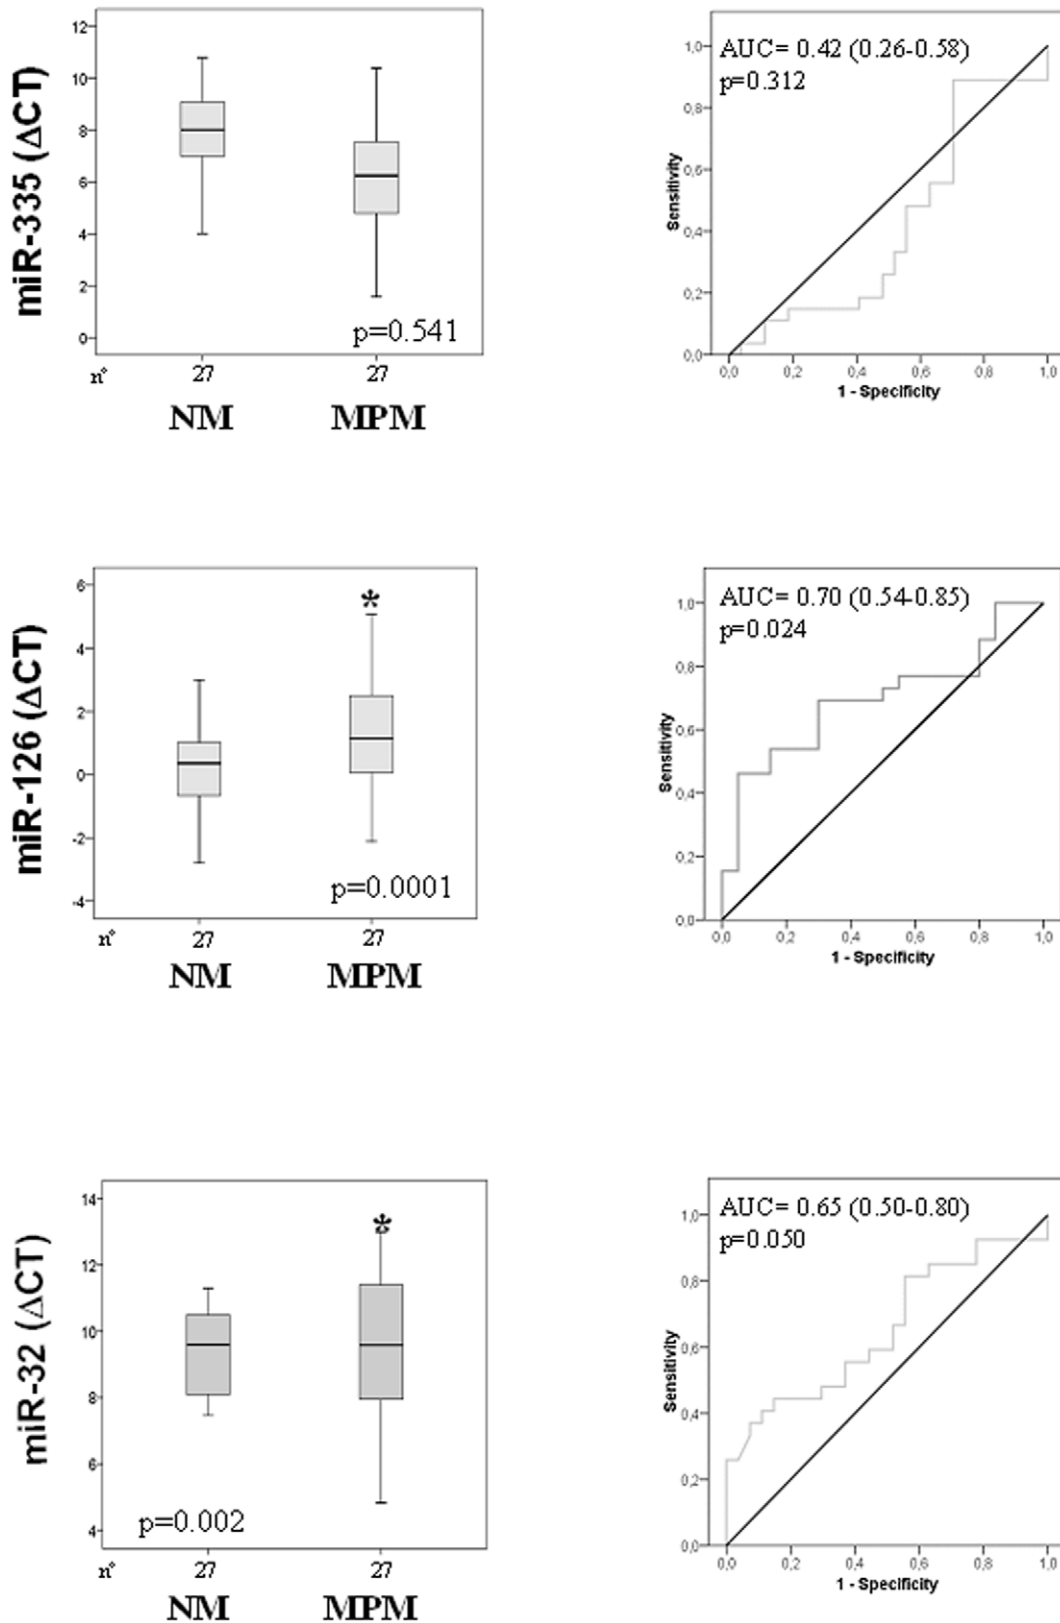 miR-335 (ΔCT)
12
10
8
6
4
2
0
p=0.541
n° 27 27
NM MPM
AUC= 0.42 (0.26-0.58)
p=0.312
Sensitivity
1,0
0,8
0,6
0,4
0,2
0,0
0,0 0,2 0,4 0,6 0,8 1,0
1 - Specificity
miR-126 (ΔCT)
6
4
2
0
-2
-4
*
p=0.0001
n° 27 27
NM MPM
AUC= 0.70 (0.54-0.85)
p=0.024
Sensitivity
1,0
0,8
0,6
0,4
0,2
0,0
0,0 0,2 0,4 0,6 0,8 1,0
1 - Specificity
miR-32 (ΔCT)
14
12
10
8
6
4
*
p=0.002
n° 27 27
NM MPM
AUC= 0.65 (0.50-0.80)
p=0.050
Sensitivity
1,0
0,8
0,6
0,4
0,2
0,0
0,0 0,2 0,4 0,6 0,8 1,0
1 - Specificity